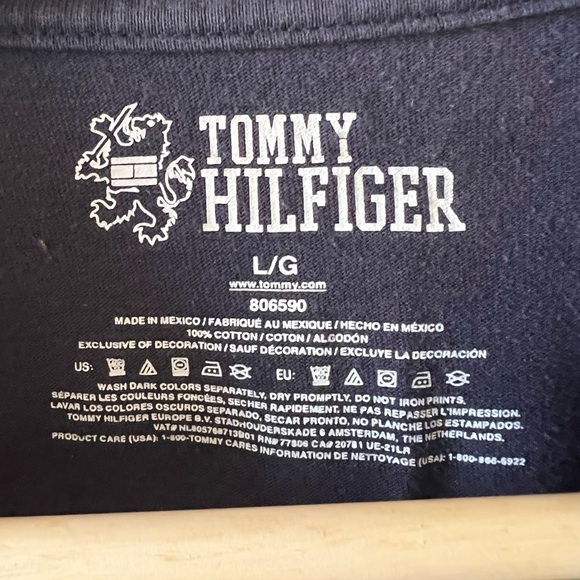 TOMMY
HILFIGER
L/G
www.tommy.com
806590
MADE IN MEXICO / FABRIQUÉ AU MEXIQUE / HECHO EN MÉXICO
100% COTTON / COTON / ALGODÓN
EXCLUSIVE OF DECORATION / SAUF DÉCORATION / EXCLUYE LA DECORACIÓN
US: EU:
WASH DARK COLORS SEPARATELY, DRY PROMPTLY. DO NOT IRON PRINTS.
SÉPARER LES COULEURS FONCÉES, SÉCHER RAPIDEMENT. NE PAS REPASSER L'IMPRESSION.
LAVAR LOS COLORES OSCUROS SEPARADO, SECAR PRONTO, NO PLANCHE LOS ESTAMPADOS.
TOMMY HILFIGER EUROPE B.V. STADHOUDERSKADE 6 AMSTERDAM, THE NETHERLANDS.
VAT# NL805768713B01 RN# 77806 CA# 20781 UE-21LR
PRODUCT CARE (USA): 1-800-TOMMY CARES INFORMATION DE NETTOYAGE (USA): 1-800-866-6922